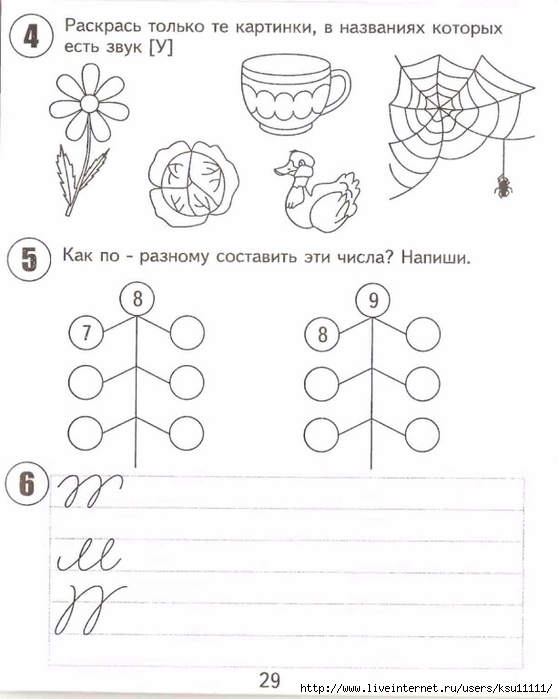 4 Раскрась только те картинки, в названиях которых
есть звук [У]
5 Как по - разному составить эти числа? Напиши.
8 9
7 8
6
29
http://www.liveinternet.ru/users/ksu11111/